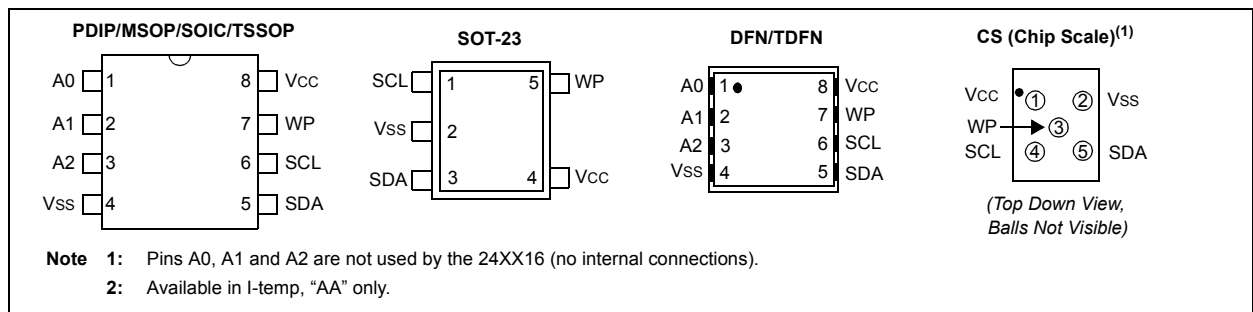 PDIP/MSOP/SOIC/TSSOP
A0 1 8 VCC
A1 2 7 WP
A2 3 6 SCL
VSS 4 5 SDA
SOT-23
SCL 1 5 WP
VSS 2
SDA 3 4 VCC
DFN/TDFN
A0 1 8 VCC
A1 2 7 WP
A2 3 6 SCL
VSS 4 5 SDA
CS (Chip Scale)(1)
VCC 1 2 VSS
WP 3
SCL 4 5 SDA
(Top Down View,
Balls Not Visible)
Note 1: Pins A0, A1 and A2 are not used by the 24XX16 (no internal connections).
2: Available in I-temp, “AA” only.